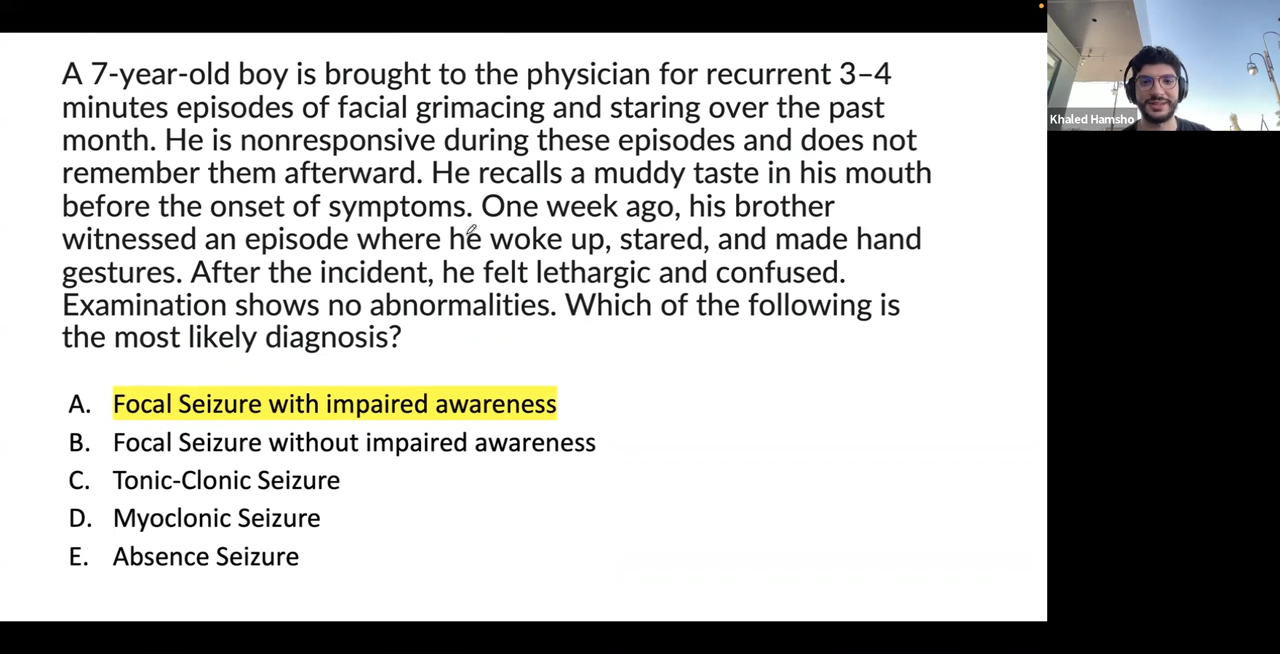 A 7-year-old boy is brought to the physician for recurrent 3–4
minutes episodes of facial grimacing and staring over the past
month. He is nonresponsive during these episodes and does not
remember them afterward. He recalls a muddy taste in his mouth
before the onset of symptoms. One week ago, his brother
witnessed an episode where he woke up, stared, and made hand
gestures. After the incident, he felt lethargic and confused.
Examination shows no abnormalities. Which of the following is
the most likely diagnosis?
A. Focal Seizure with impaired awareness
B. Focal Seizure without impaired awareness
C. Tonic-Clonic Seizure
D. Myoclonic Seizure
E. Absence Seizure
Khaled Hamsho